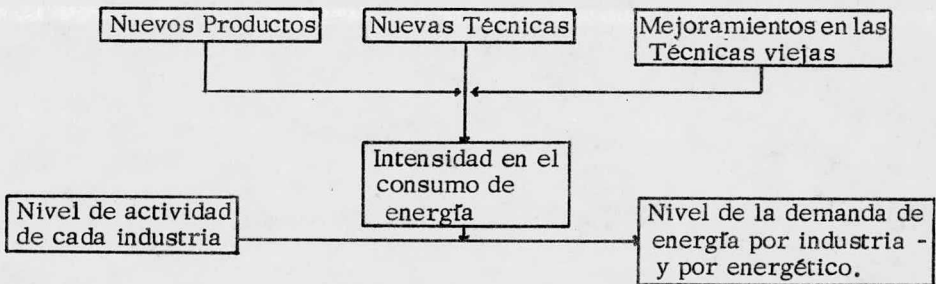 Nuevos Productos
Nuevas Técnicas
Mejoramientos en las
Técnicas viejas
Intensidad en el
consumo de
energía
Nivel de actividad
de cada industria
Nivel de la demanda de
energía por industria -
y por energético.